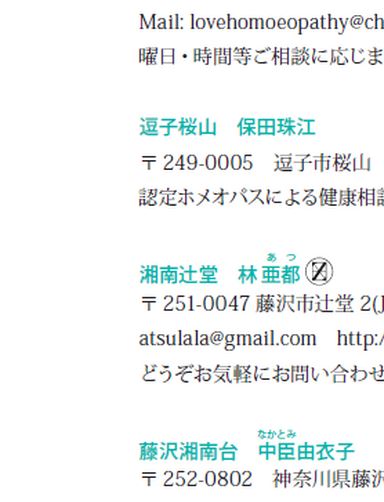 Mail: lovehomoeopathy@ch
曜日・時間等ご相談に応じま
逗子桜山　保田珠江
〒249-0005　逗子市桜山
認定ホメオパスによる健康相談
あ つ
湘南辻堂　林 亜都
〒251-0047 藤沢市辻堂 2(J
atsulala@gmail.com　http:/
どうぞお気軽にお問い合わせ
なかとみ
藤沢湘南台　中臣由衣子
〒252-0802　神奈川県藤沢